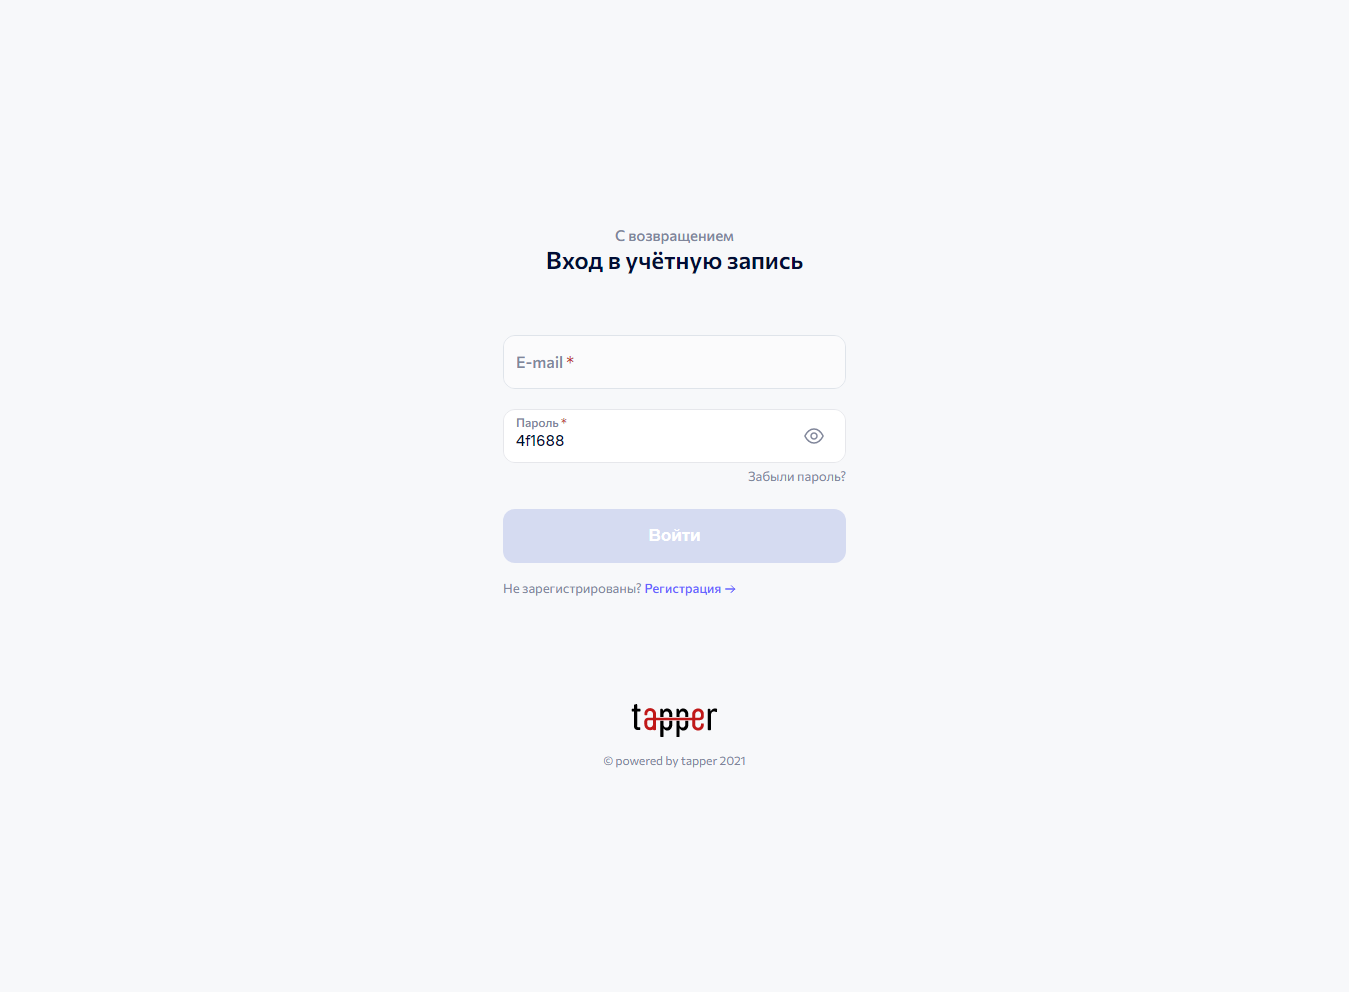 С возвращением
Вход в учётную запись
E-mail *
Пароль *
4f1688
Забыли пароль?
Войти
Не зарегистрированы? Регистрация →
tapper
© powered by tapper 2021